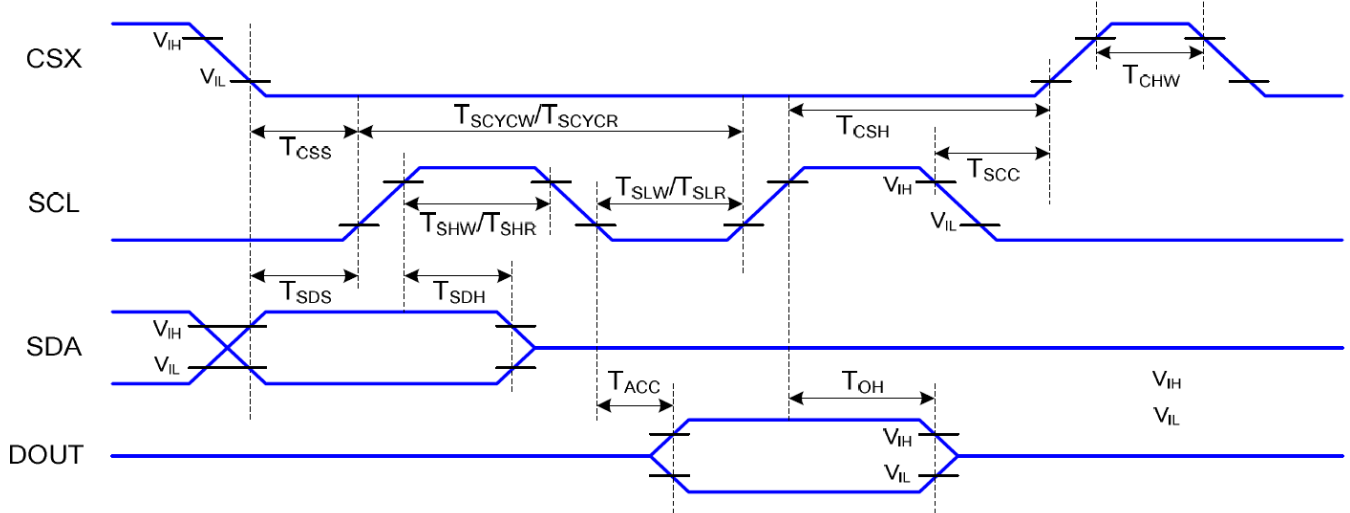 CSX
VIH
VIL
TCHW
TCSS
TSCYCW/TSCYCR
TCSH
TSCC
SCL
TSHW/TSHR
TSLW/TSLR
VIH
VIL
TSDS
TSDH
SDA
VIH
VIL
TACC
TOH
VIH
VIL
DOUT
VIH
VIL